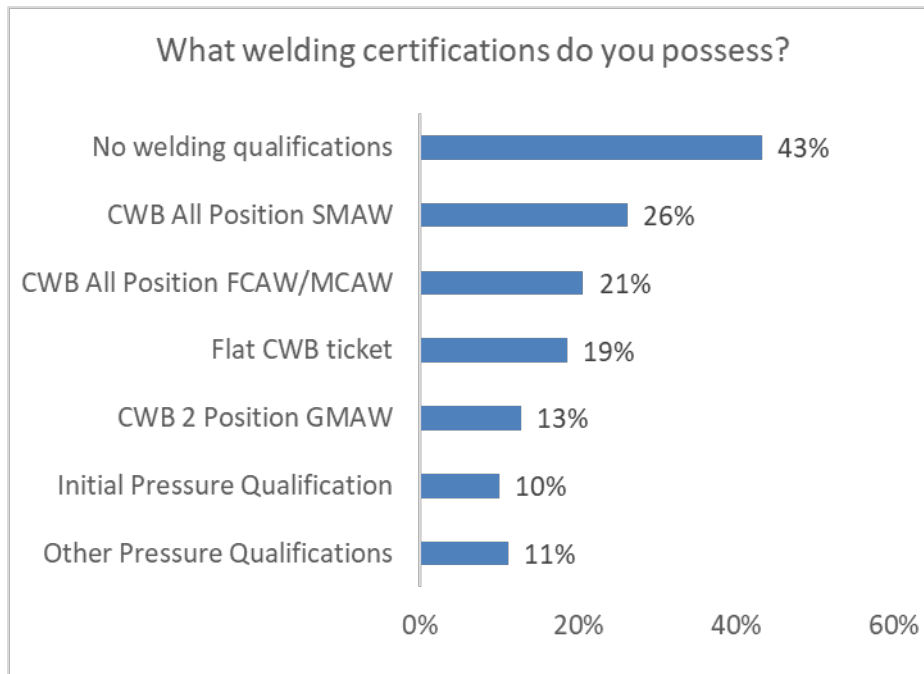 What welding certifications do you possess?
No welding qualifications 43%
CWB All Position SMAW 26%
CWB All Position FCAW/MCAW 21%
Flat CWB ticket 19%
CWB 2 Position GMAW 13%
Initial Pressure Qualification 10%
Other Pressure Qualifications 11%
0% 20% 40% 60%